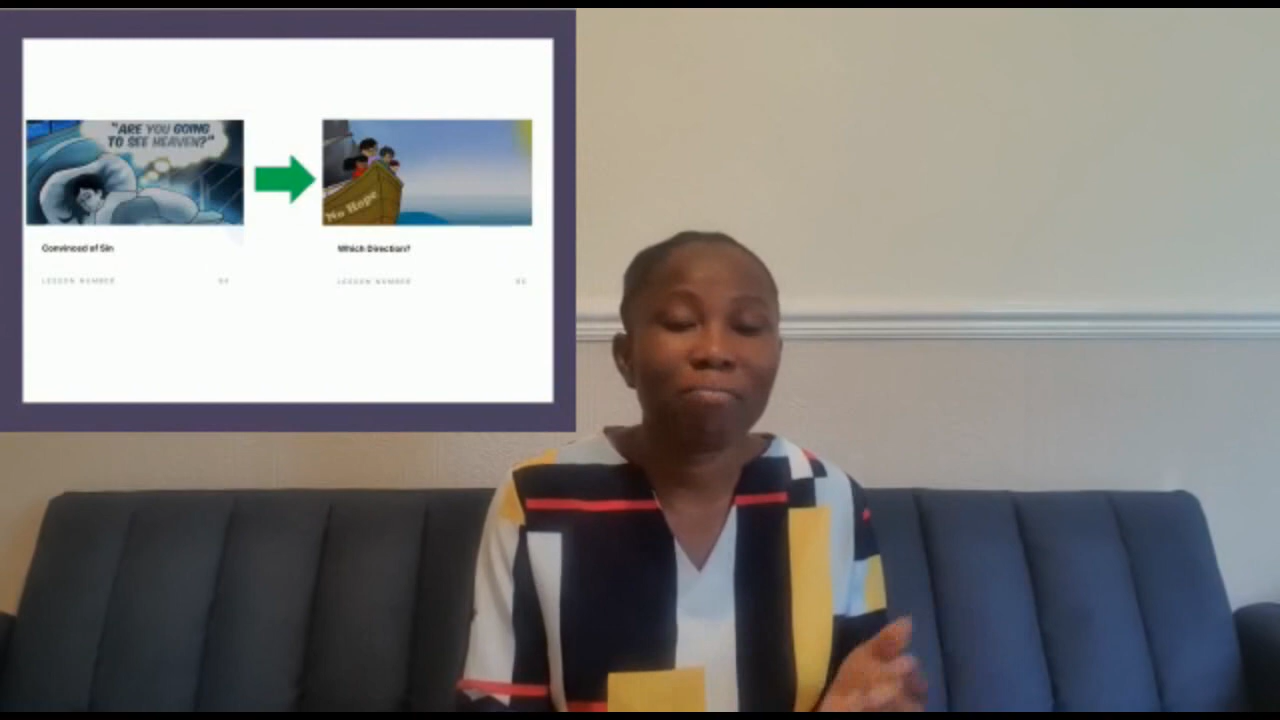 "ARE YOU GOING
TO SEE HEAVEN?"
No Hope
Convinced of Sin
Which Direction?
LESSON NUMBER
LESSON NUMBER